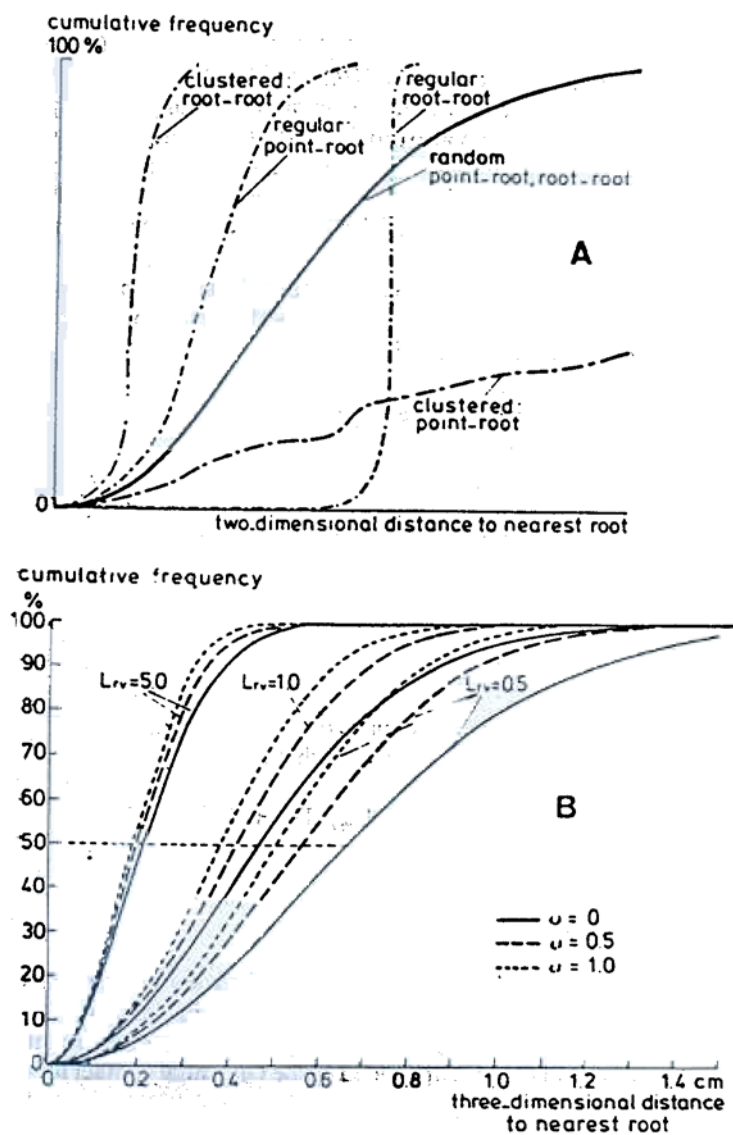 cumulative frequency
100 %
clustered:
root-root
regular:
point-root
regular:
root-root
random
point-root, root-root
A
clustered:
point-root
0
two-dimensional distance to nearest root
cumulative frequency
%
100
90
80
70
60
50
40
30
20
10
0
Lrv=5.0
Lrv=1.0
Lrv=0.5
B
υ = 0
υ = 0.5
υ = 1.0
0 0.2 0.4 0.6 0.8 1.0 1.2 1.4 cm
three-dimensional distance
to nearest root